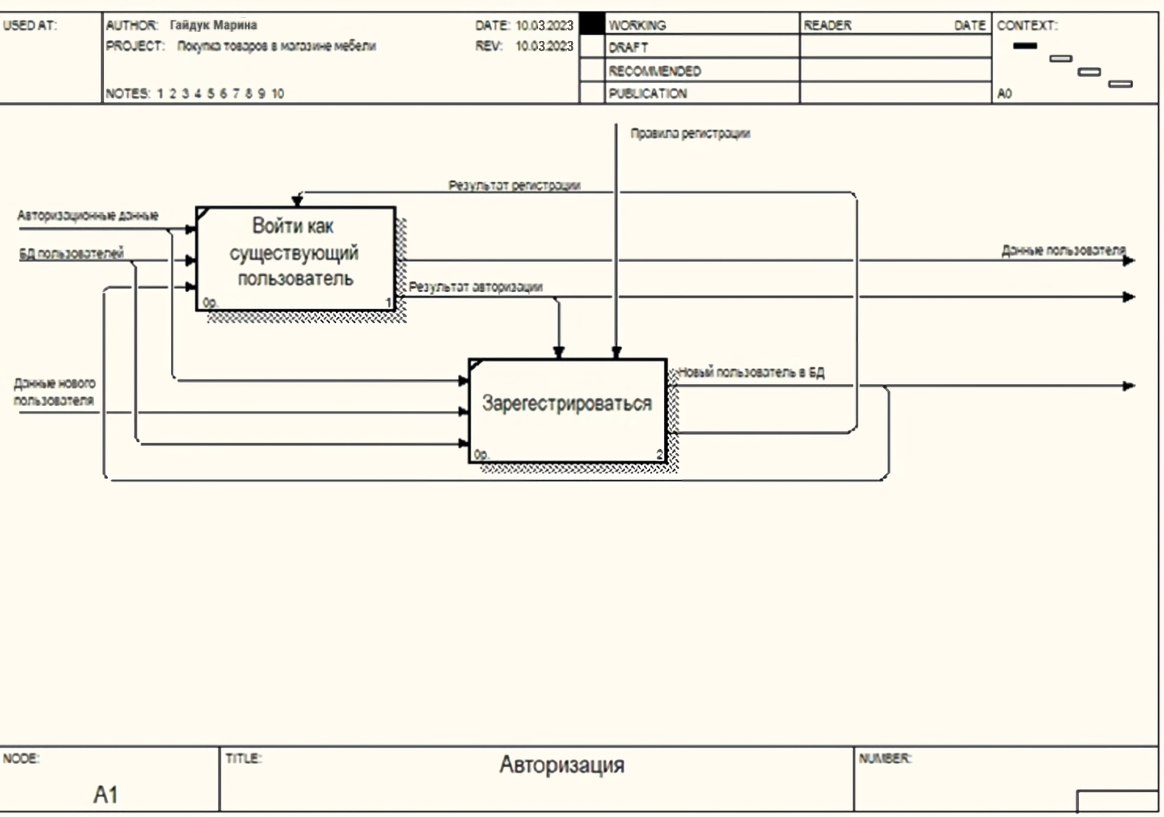 USED AT:
AUTHOR: Гайдук Марина
DATE: 10.03.2023
PROJECT: Покупка товаров в магазине мебели
REV: 10.03.2023
NOTES: 1 2 3 4 5 6 7 8 9 10
WORKING
DRAFT
RECOMMENDED
PUBLICATION
READER DATE
CONTEXT:
A0
Правила регистрации
Результат регистрации
Авторизационные данные
БД пользователей
Войти как
существующий
пользователь
0р. 1
Данные пользователя
Результат авторизации
Данные нового
пользователя
Зарегестрироваться
0р. 2
Новый пользователь в БД
NODE:
A1
TITLE:
Авторизация
NUMBER: